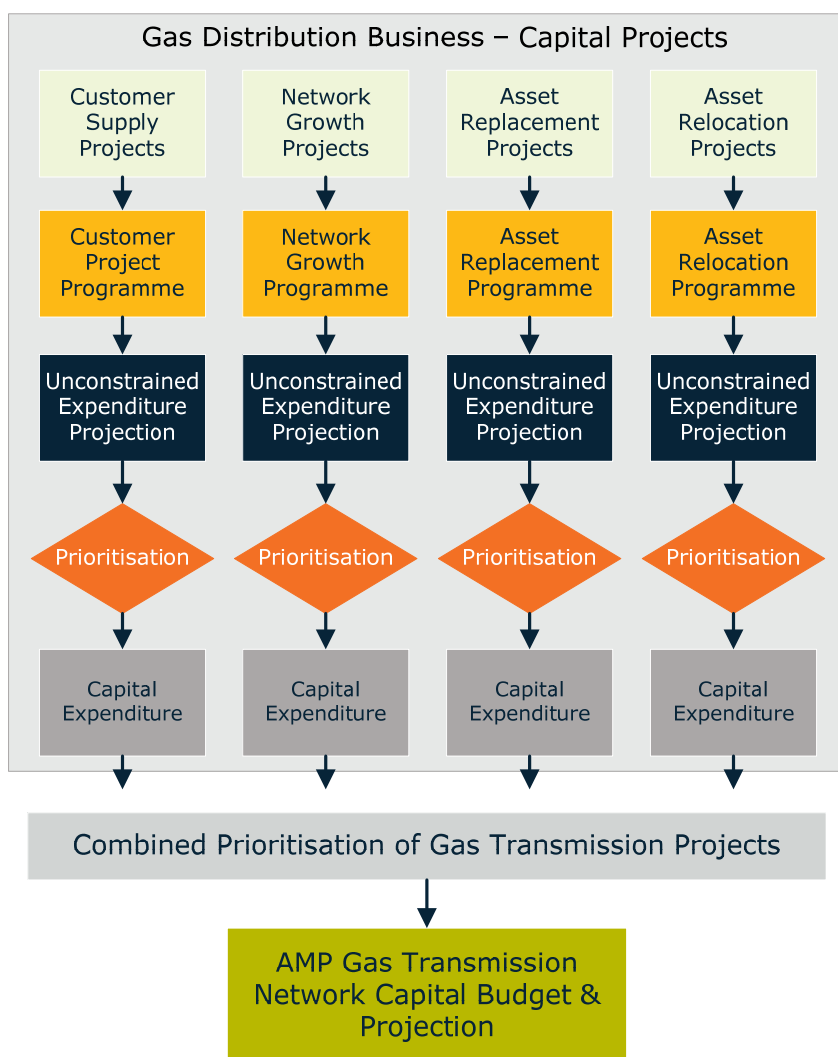 Gas Distribution Business – Capital Projects
Customer
Supply
Projects
Network
Growth
Projects
Asset
Replacement
Projects
Asset
Relocation
Projects
Customer
Project
Programme
Network
Growth
Programme
Asset
Replacement
Programme
Asset
Relocation
Programme
Unconstrained
Expenditure
Projection
Unconstrained
Expenditure
Projection
Unconstrained
Expenditure
Projection
Unconstrained
Expenditure
Projection
Prioritisation
Prioritisation
Prioritisation
Prioritisation
Capital
Expenditure
Capital
Expenditure
Capital
Expenditure
Capital
Expenditure
Combined Prioritisation of Gas Transmission Projects
AMP Gas Transmission
Network Capital Budget &
Projection